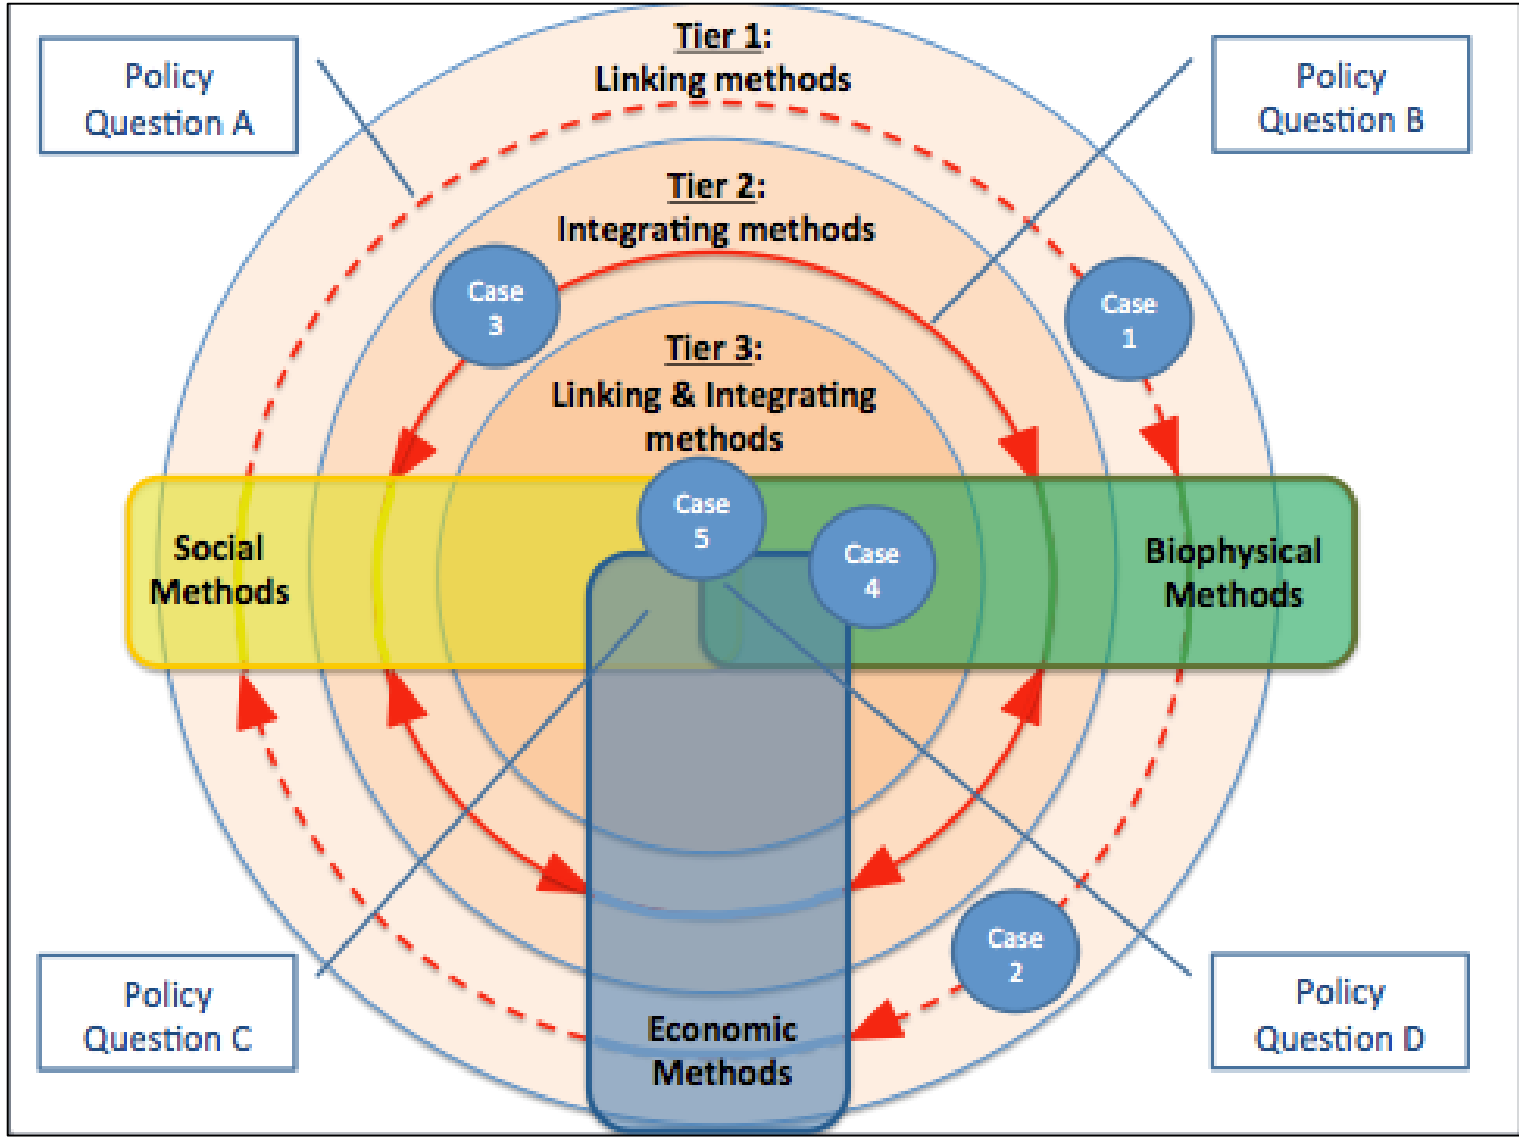 Tier 1:
Linking methods
Policy
Question A
Policy
Question B
Tier 2:
Integrating methods
Case
3
Case
1
Tier 3:
Linking & Integrating
methods
Case
5
Case
4
Social
Methods
Biophysical
Methods
Case
2
Policy
Question C
Economic
Methods
Policy
Question D